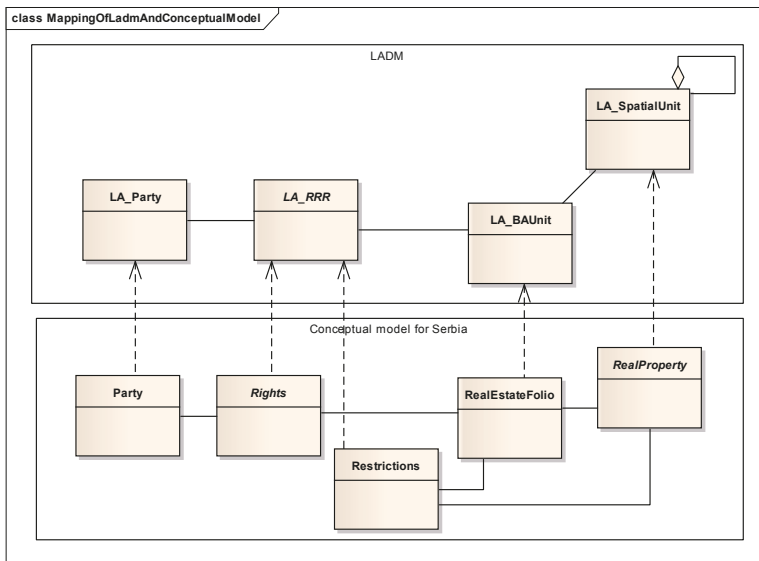 class MappingOfLadmAndConceptualModel
LADM
LA_SpatialUnit
LA_Party
LA_RRR
LA_BAUnit
Conceptual model for Serbia
RealProperty
Party
Rights
RealEstateFolio
Restrictions